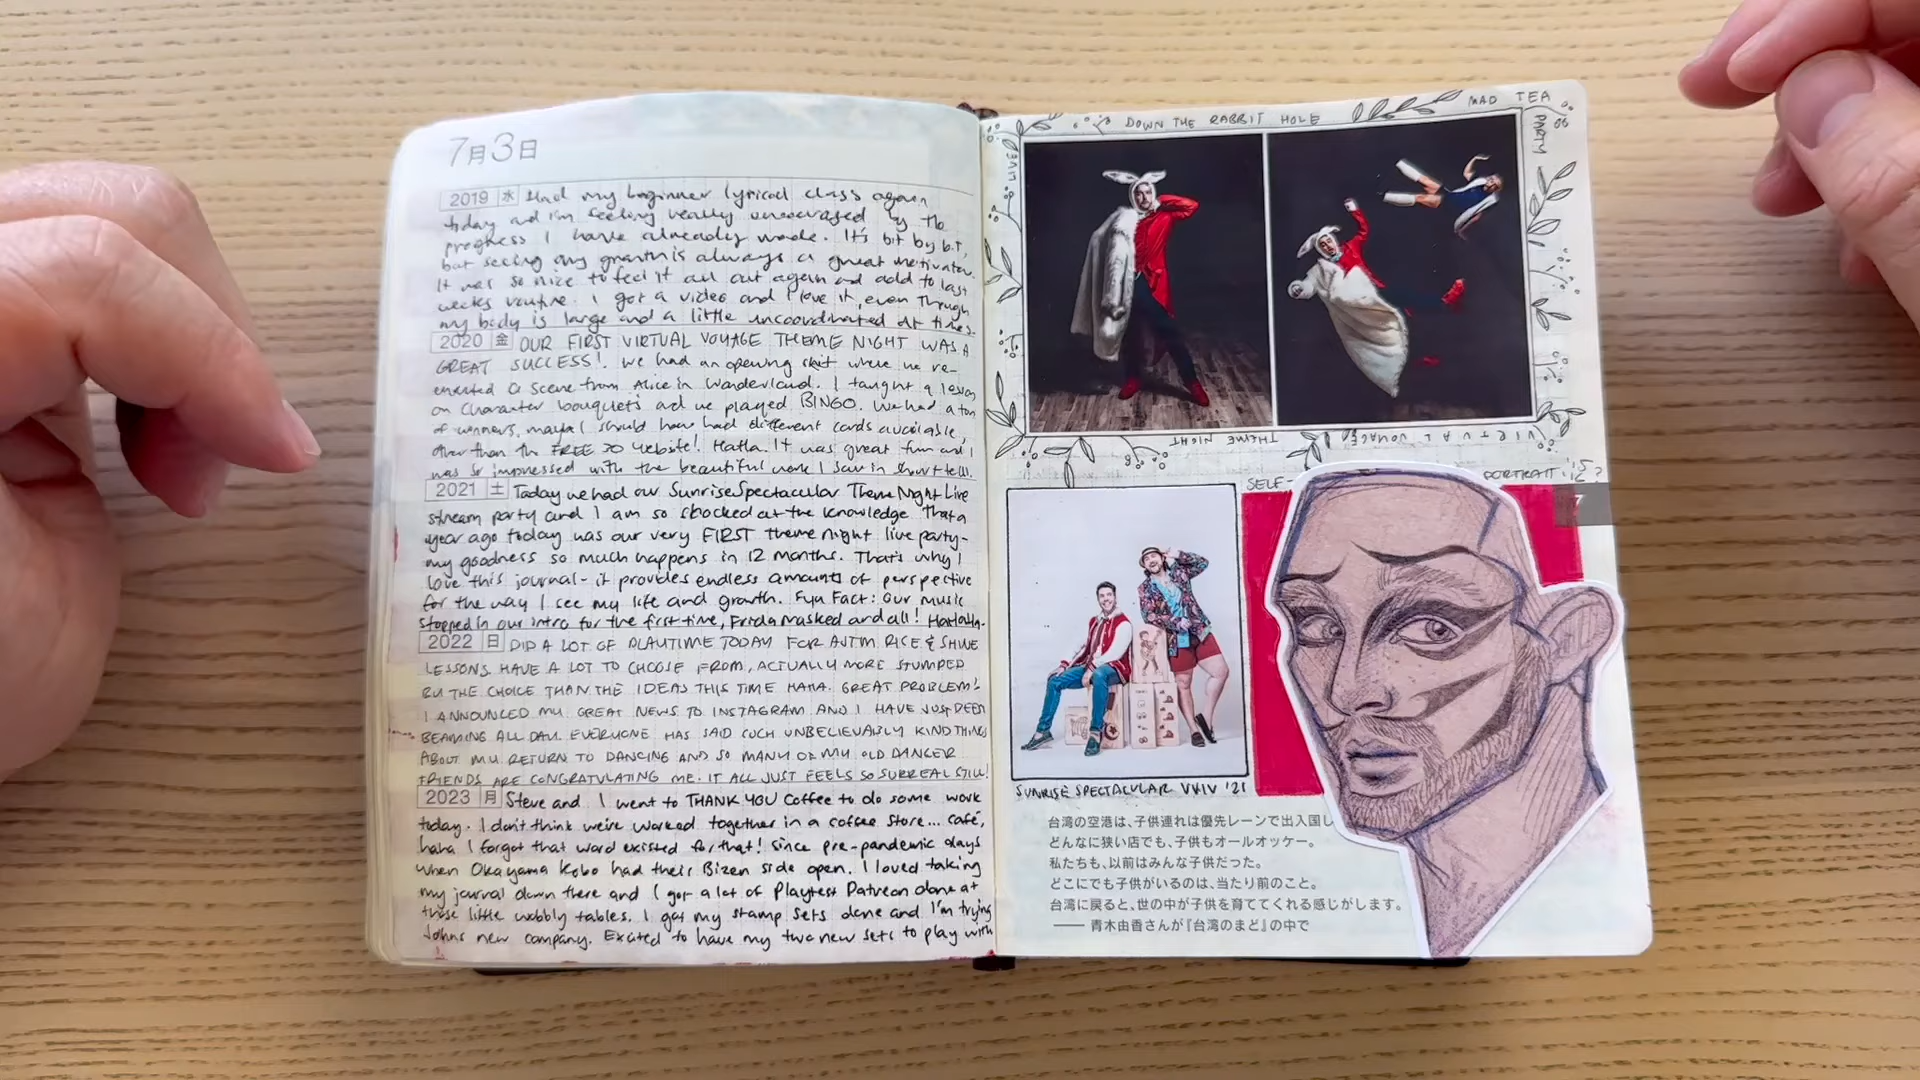 7月3日
2019 水 Had my beginner lyrical class again
today and I'm feeling really encouraged by the
progress I have already made. It's bit by bit,
but seeing my growth is always a great motivator.
It was so nice to feel it all out again and add to last
weeks routine. I got a video and I love it, even though
my body is large and a little uncoordinated at times.
2020 金 OUR FIRST VIRTUAL VOYAGE THEME NIGHT WAS A
GREAT SUCCESS! We had an opening skit where we re-
enacted a scene from Alice in Wonderland. I taught a lesson
on character bouquets and we played BINGO. We had a ton
of winners, maybe I should have had different cards available,
other than the FREE 20 website! Haha. It was great fun and I
was so impressed with the beautiful work I saw in show + tell.
2021 土 Today we had our Sunrise Spectacular Theme Night Live
stream party and I am so shocked at the knowledge that a
year ago today was our very FIRST theme night live party-
my goodness so much happens in 12 months. That's why I
love this journal - it provides endless amounts of perspective
for the way I see my life and growth. Fun Fact: Our music
stopped in our intro for the first time, Frida masked and all!
2022 日 DID A LOT OF PLAYTIME TODAY FOR RISE & SHINE
LESSONS. HAVE A LOT TO CHOOSE FROM, ACTUALLY MORE STUMPED
BY THE CHOICE THAN THE IDEAS THIS TIME HAHA. GREAT PROBLEM!
I ANNOUNCED MY GREAT NEWS TO INSTAGRAM AND I HAVE JUST BEEN
BEAMING ALL DAY. EVERYONE HAS SAID SUCH UNBELIEVABLY KIND THINGS
ABOUT MY RETURN TO DANCING AND SO MANY OF MY OLD DANCER
FRIENDS ARE CONGRATULATING ME. IT ALL JUST FEELS SO SURREAL STILL!
2023 月 Steve and I went to THANK YOU Coffee to do some work
today. I don't think we've worked together in a coffee store... café,
haha I forgot that word existed for that! Since pre-pandemic days
when Okayama Kobo had their Bizen side open. I loved taking
my journal down there and I got a lot of Playtest Patreon done at
those little wobbly tables. I got my stamp sets done and I'm trying
Johns new company. Excited to have my two new sets to play with
DOWN THE RABBIT HOLE
MAD TEA
PARTY
LIVE
VIRTUAL VOYAGE
THEME NIGHT
SELF-
PORTRAIT
7
SUNRISE SPECTACULAR VVLV '21
台湾の空港は、子供連れは優先レーンで出入国し
どんなに狭い店でも、子供もオールオッケー。
私たちも、以前はみんな子供だった。
どこにでも子供がいるのは、当たり前のこと。
台湾に戻ると、世の中が子供を育ててくれる感じがします。
── 青木由香さんが『台湾のまど』の中で